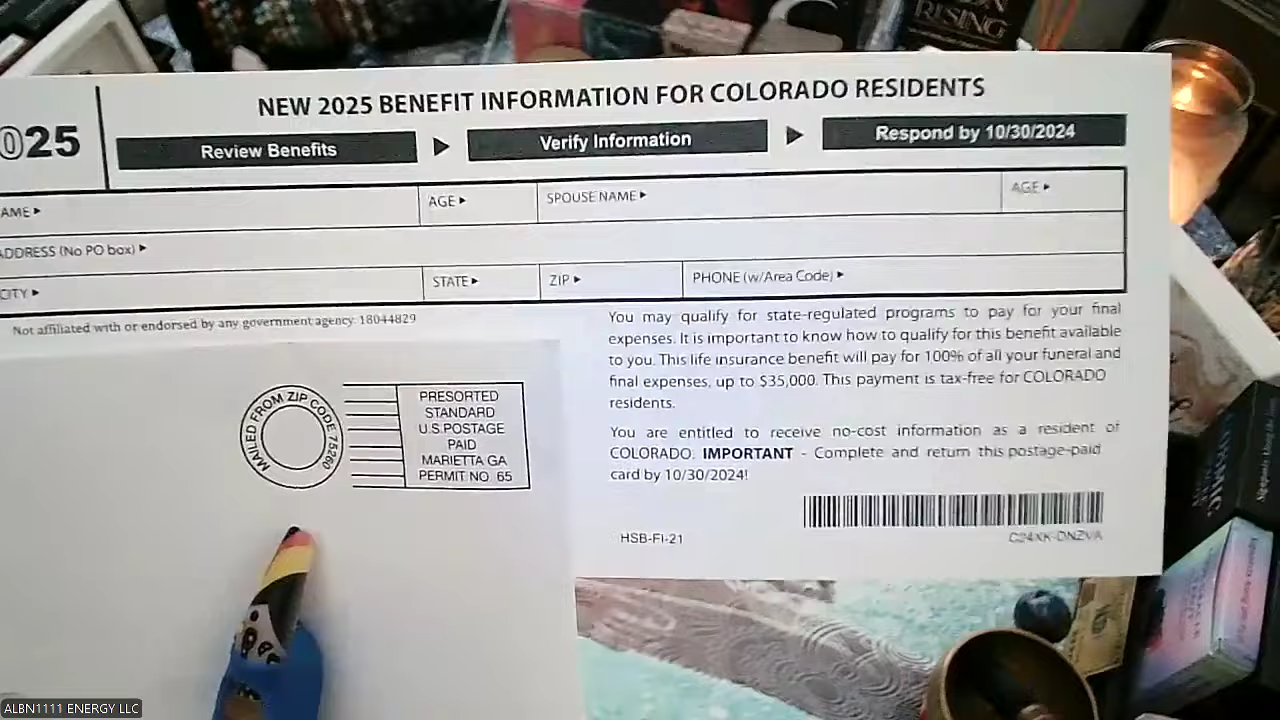 RISING
NEW 2025 BENEFIT INFORMATION FOR COLORADO RESIDENTS
025
Review Benefits
Verify Information
Respond by 10/30/2024
AME
AGE
SPOUSE NAME
AGE
ADDRESS (No PO box)
CITY
STATE
ZIP
PHONE (w/Area Code)
Not affiliated with or endorsed by any government agency 18044829
You may qualify for state-regulated programs to pay for your final
expenses. It is important to know how to qualify for this benefit available
to you. This life insurance benefit will pay for 100% of all your funeral and
final expenses, up to $35,000. This payment is tax-free for COLORADO
residents.
You are entitled to receive no-cost information as a resident of
COLORADO. IMPORTANT - Complete and return this postage-paid
card by 10/30/2024!
HSB-FI-21
C24XK-DNZVA
MAILED FROM ZIP CODE 75260
PRESORTED
STANDARD
U.S.POSTAGE
PAID
MARIETTA GA
PERMIT NO 65
ALBN1111 ENERGY LLC